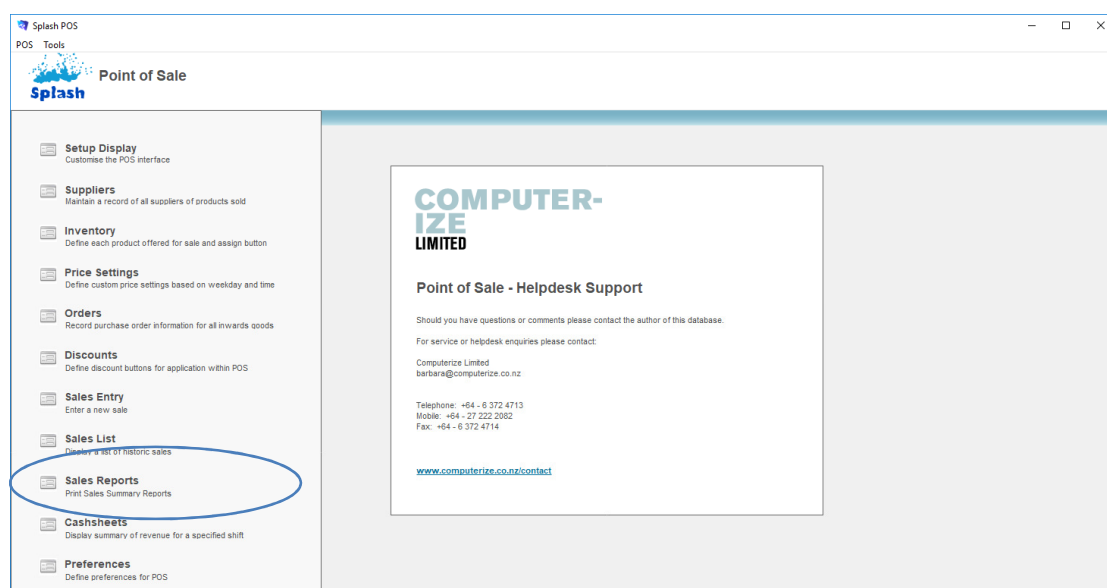 Splash POS
POS Tools
Splash
Point of Sale
Setup Display
Customise the POS interface
Suppliers
Maintain a record of all suppliers of products sold
Inventory
Define each product offered for sale and assign button
Price Settings
Define custom price settings based on weekday and time
Orders
Record purchase order information for all inwards goods
Discounts
Define discount buttons for application within POS
Sales Entry
Enter a new sale
Sales List
Display a list of historic sales
Sales Reports
Print Sales Summary Reports
Cashsheets
Display summary of revenue for a specified shift
Preferences
Define preferences for POS
COMPUTER-
IZE
LIMITED
Point of Sale - Helpdesk Support
Should you have questions or comments please contact the author of this database.
For service or helpdesk enquiries please contact:
Computerize Limited
barbara@computerize.co.nz
Telephone: +64 - 6 372 4713
Mobile: +64 - 27 222 2082
Fax: +64 - 6 372 4714
www.computerize.co.nz/contact